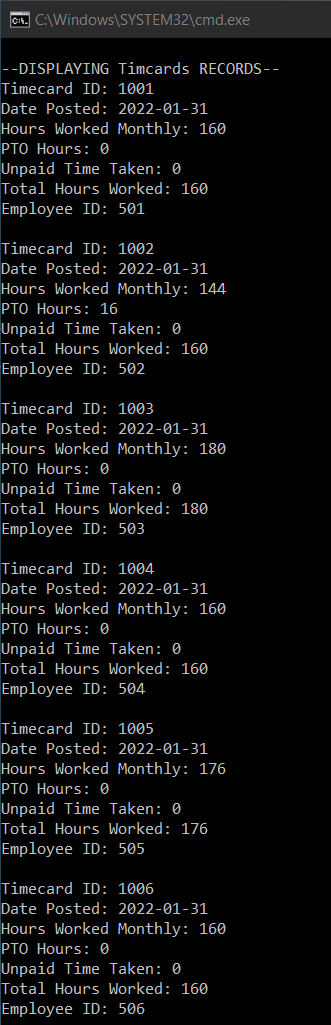 C:\Windows\SYSTEM32\cmd.exe
--DISPLAYING Timcards RECORDS--
Timecard ID: 1001
Date Posted: 2022-01-31
Hours Worked Monthly: 160
PTO Hours: 0
Unpaid Time Taken: 0
Total Hours Worked: 160
Employee ID: 501
Timecard ID: 1002
Date Posted: 2022-01-31
Hours Worked Monthly: 144
PTO Hours: 16
Unpaid Time Taken: 0
Total Hours Worked: 160
Employee ID: 502
Timecard ID: 1003
Date Posted: 2022-01-31
Hours Worked Monthly: 180
PTO Hours: 0
Unpaid Time Taken: 0
Total Hours Worked: 180
Employee ID: 503
Timecard ID: 1004
Date Posted: 2022-01-31
Hours Worked Monthly: 160
PTO Hours: 0
Unpaid Time Taken: 0
Total Hours Worked: 160
Employee ID: 504
Timecard ID: 1005
Date Posted: 2022-01-31
Hours Worked Monthly: 176
PTO Hours: 0
Unpaid Time Taken: 0
Total Hours Worked: 176
Employee ID: 505
Timecard ID: 1006
Date Posted: 2022-01-31
Hours Worked Monthly: 160
PTO Hours: 0
Unpaid Time Taken: 0
Total Hours Worked: 160
Employee ID: 506